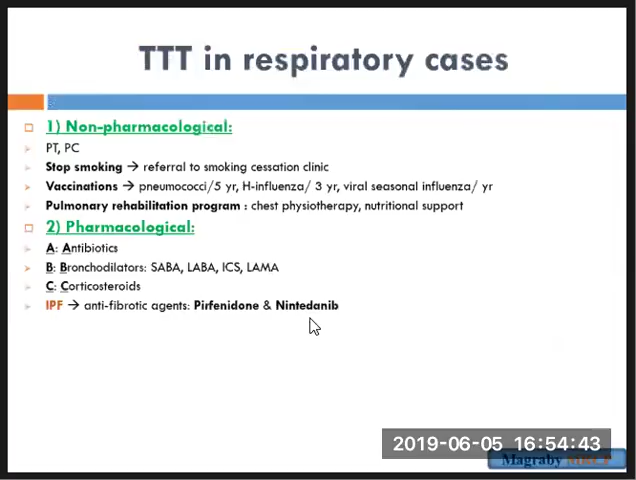 TTT in respiratory cases
1) Non-pharmacological:
PT, PC
Stop smoking → referral to smoking cessation clinic
Vaccinations → pneumococci/5 yr, H-influenza/ 3 yr, viral seasonal influenza/ yr
Pulmonary rehabilitation program : chest physiotherapy, nutritional support
2) Pharmacological:
A: Antibiotics
B: Bronchodilators: SABA, LABA, ICS, LAMA
C: Corticosteroids
IPF → anti-fibrotic agents: Pirfenidone & Nintedanib
2019-06-05 16:54:43
Magraby